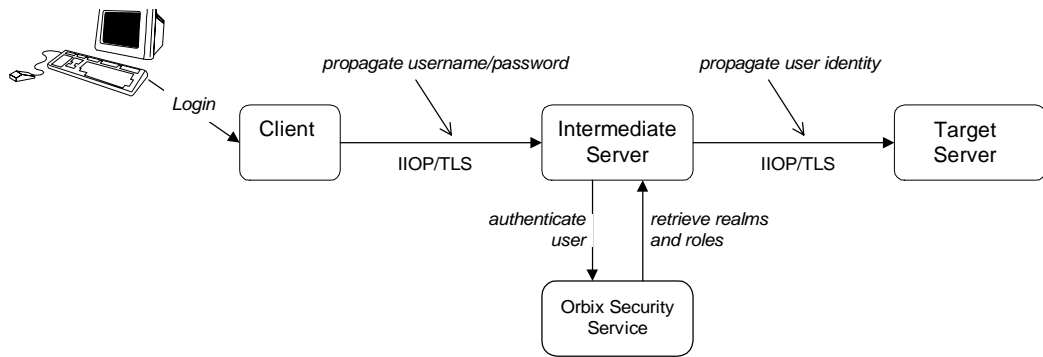 propagate username/password
propagate user identity
Login
Client
Intermediate
Server
Target
Server
IIOP/TLS
IIOP/TLS
authenticate
user
retrieve realms
and roles
Orbix Security
Service